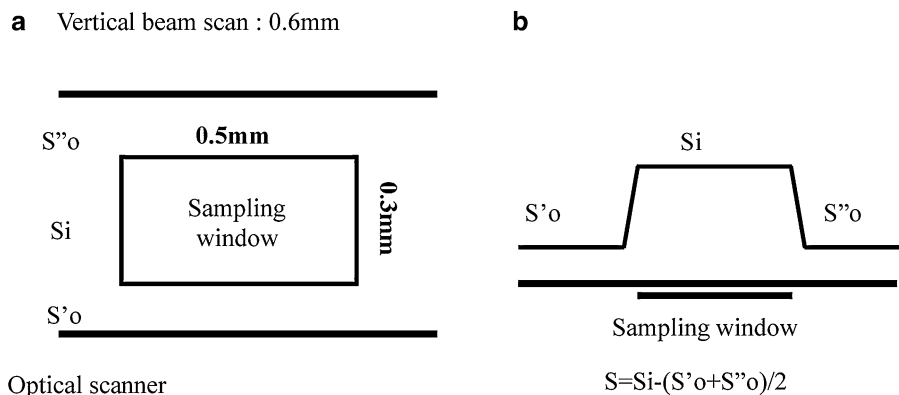 a Vertical beam scan : 0.6mm
S”o
0.5mm
Si
Sampling
window
0.3mm
S’o
Optical scanner
b
Si
S’o
S”o
Sampling window
S=Si-(S’o+S”o)/2